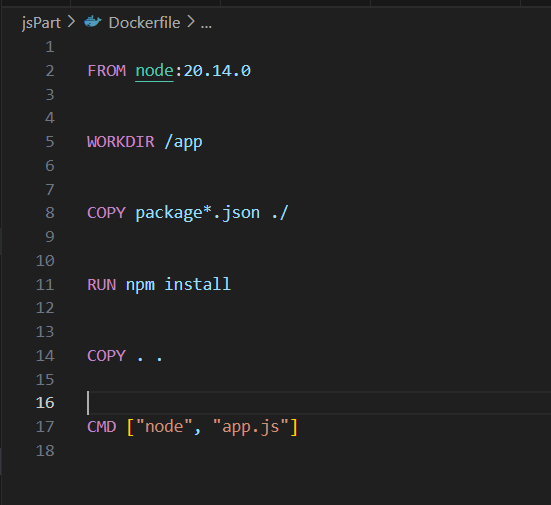 jsPart > Dockerfile > ...
1
2 FROM node:20.14.0
3
4
5 WORKDIR /app
6
7
8 COPY package*.json ./
9
10
11 RUN npm install
12
13
14 COPY . .
15
16
17 CMD ["node", "app.js"]
18